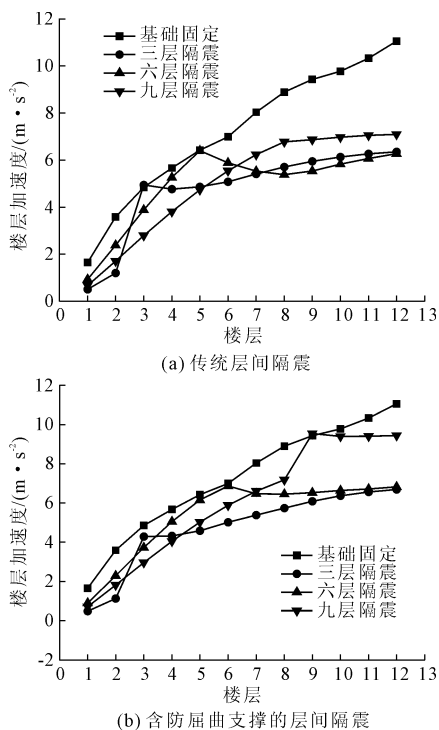 12
10
8
6
4
2
0
楼层加速度/(m·s⁻²)
基础固定
三层隔震
六层隔震
九层隔震
0 1 2 3 4 5 6 7 8 9 10 11 12 13
楼层
(a) 传统层间隔震
12
10
8
6
4
2
0
-2
楼层加速度/(m·s⁻²)
基础固定
三层隔震
六层隔震
九层隔震
0 1 2 3 4 5 6 7 8 9 10 11 12 13
楼层
(b) 含防屈曲支撑的层间隔震